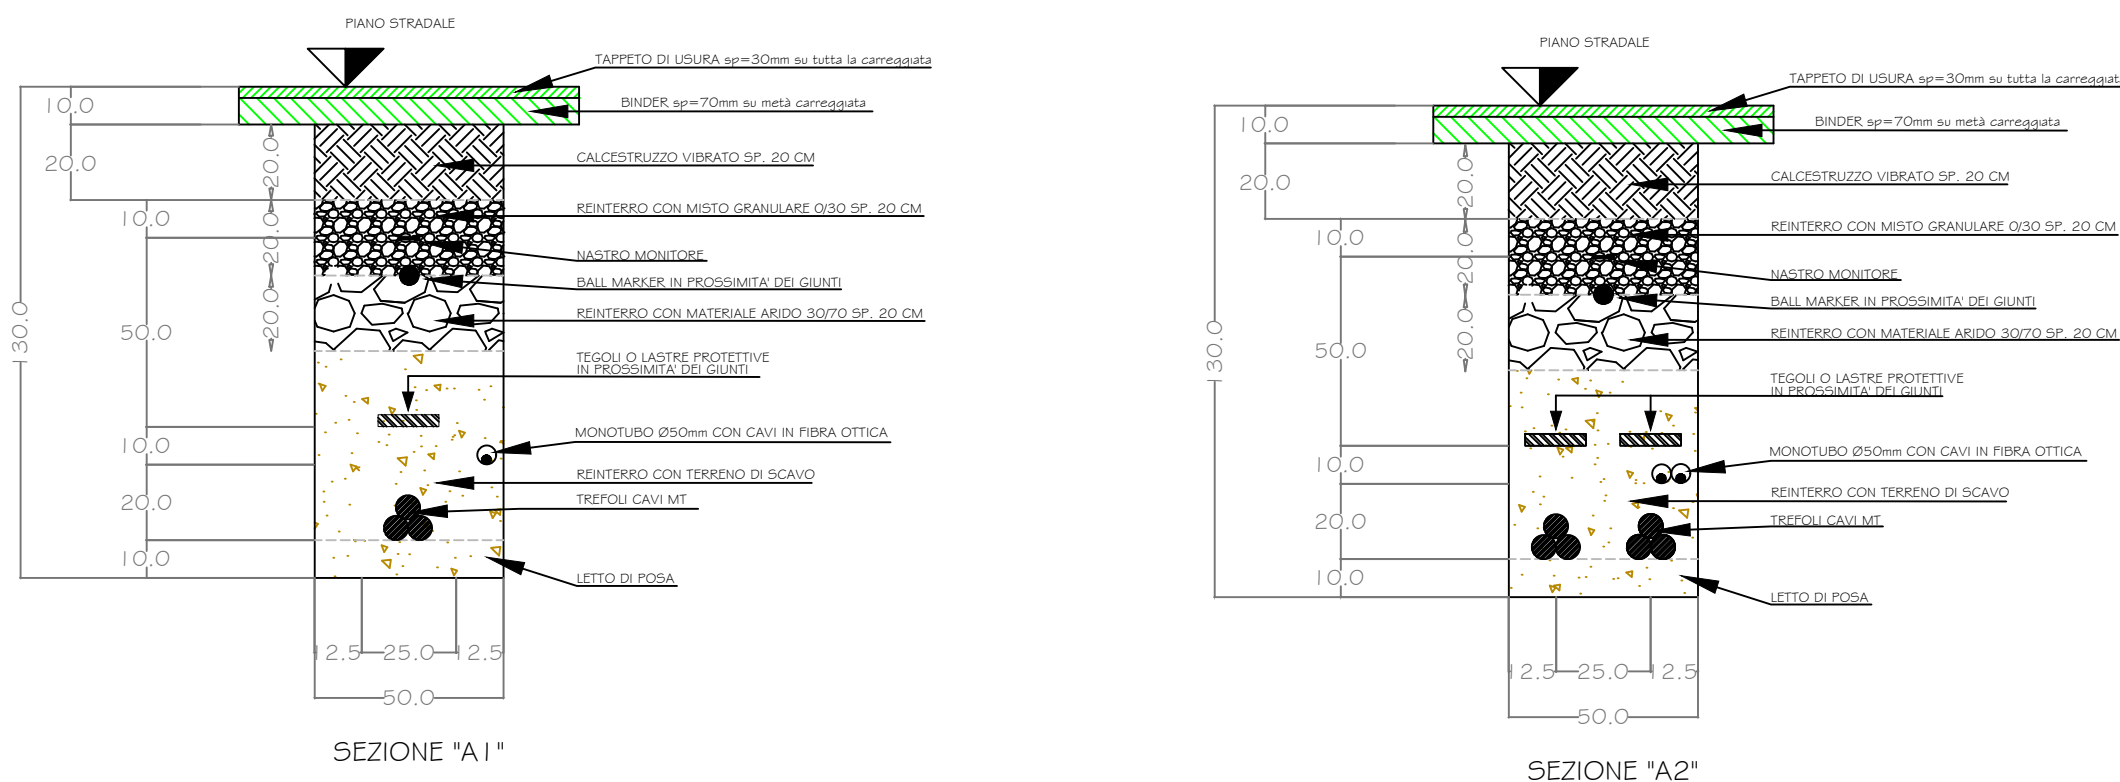 PIANO STRADALE
TAPPETO DI USURA sp=30mm su tutta la carreggiata
BINDER sp=70mm su metà carreggiata
CALCESTRUZZO VIBRATO SP. 20 CM
REINTERRO CON MISTO GRANULARE 0/30 SP. 20 CM
NASTRO MONITORE
BALL MARKER IN PROSSIMITA' DEI GIUNTI
REINTERRO CON MATERIALE ARIDO 30/70 SP. 20 CM
TEGOLI O LASTRE PROTETTIVE
IN PROSSIMITA' DEI GIUNTI
MONOTUBO Ø50mm CON CAVI IN FIBRA OTTICA
REINTERRO CON TERRENO DI SCAVO
TREFOLI CAVI MT
LETTO DI POSA
10.0
20.0
10.0
50.0
10.0
20.0
10.0
130.0
20.0
20.0
20.0
12.5
25.0
12.5
50.0
SEZIONE "A1"
PIANO STRADALE
TAPPETO DI USURA sp=30mm su tutta la carreggiat
BINDER sp=70mm su metà carreggiata
CALCESTRUZZO VIBRATO SP. 20 CM
REINTERRO CON MISTO GRANULARE 0/30 SP. 20 CM
NASTRO MONITORE
BALL MARKER IN PROSSIMITA' DEI GIUNTI
REINTERRO CON MATERIALE ARIDO 30/70 SP. 20 CM
TEGOLI O LASTRE PROTETTIVE
IN PROSSIMITA' DEI GIUNTI
MONOTUBO Ø50mm CON CAVI IN FIBRA OTTICA
REINTERRO CON TERRENO DI SCAVO
TREFOLI CAVI MT
LETTO DI POSA
10.0
20.0
10.0
50.0
10.0
20.0
10.0
130.0
20.0
20.0
20.0
12.5
25.0
12.5
50.0
SEZIONE "A2"